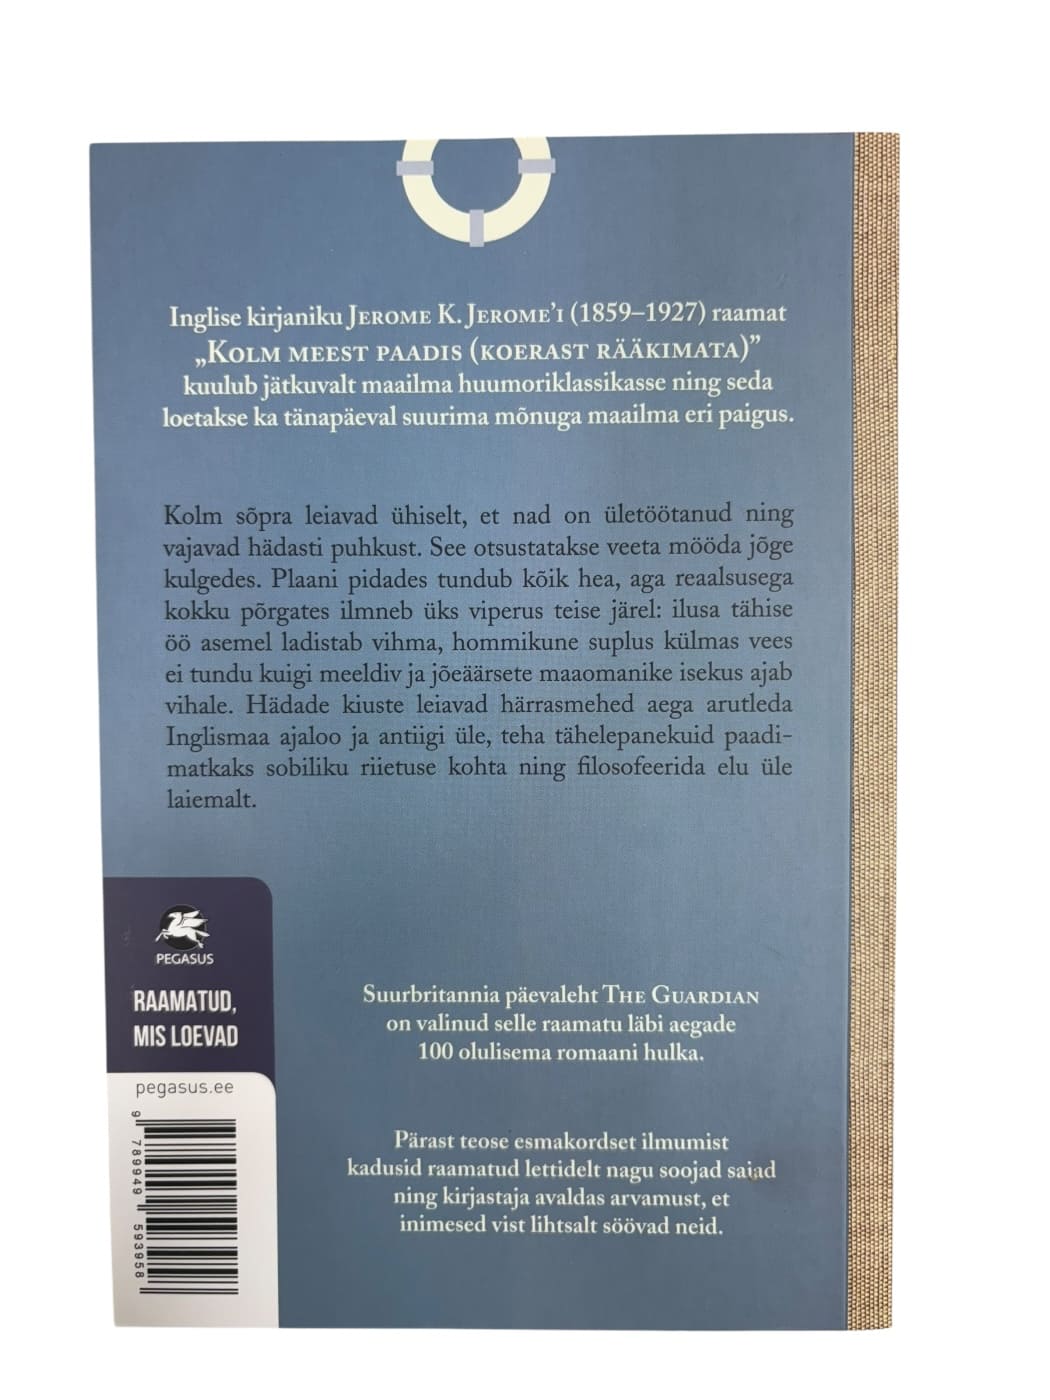 Inglise kirjaniku JEROME K. JEROME'I (1859–1927) raamat
„KOLM MEEST PAADIS (KOERAST RÄÄKIMATA)”
kuulub jätkuvalt maailma huumoriklassikasse ning seda
loetakse ka tänapäeval suurima mõnuga maailma eri paigus.
Kolm sõpra leiavad ühiselt, et nad on ületöötanud ning
vajavad hädasti puhkust. See otsustatakse veeta mööda jõge
kulgedes. Plaani pidades tundub kõik hea, aga reaalsusega
kokku põrgates ilmneb üks viperus teise järel: ilusa tähise
öö asemel ladistab vihma, hommikune suplus külmas vees
ei tundu kuigi meeldiv ja jõeäärsete maaomanike isekus ajab
vihale. Hädade kiuste leiavad härrasmehed aega arutleda
Inglismaa ajaloo ja antiigi üle, teha tähelepanekuid paadi-
matkaks sobiliku riietuse kohta ning filosofeerida elu üle
laiemalt.
PEGASUS
RAAMATUD,
MIS LOEVAD
pegasus.ee
9 789949 593958
Suurbritannia päevaleht THE GUARDIAN
on valinud selle raamatu läbi aegade
100 olulisema romaani hulka.
Pärast teose esmakordset ilmumist
kadusid raamatud lettidelt nagu soojad saiad
ning kirjastaja avaldas arvamust, et
inimesed vist lihtsalt söövad neid.